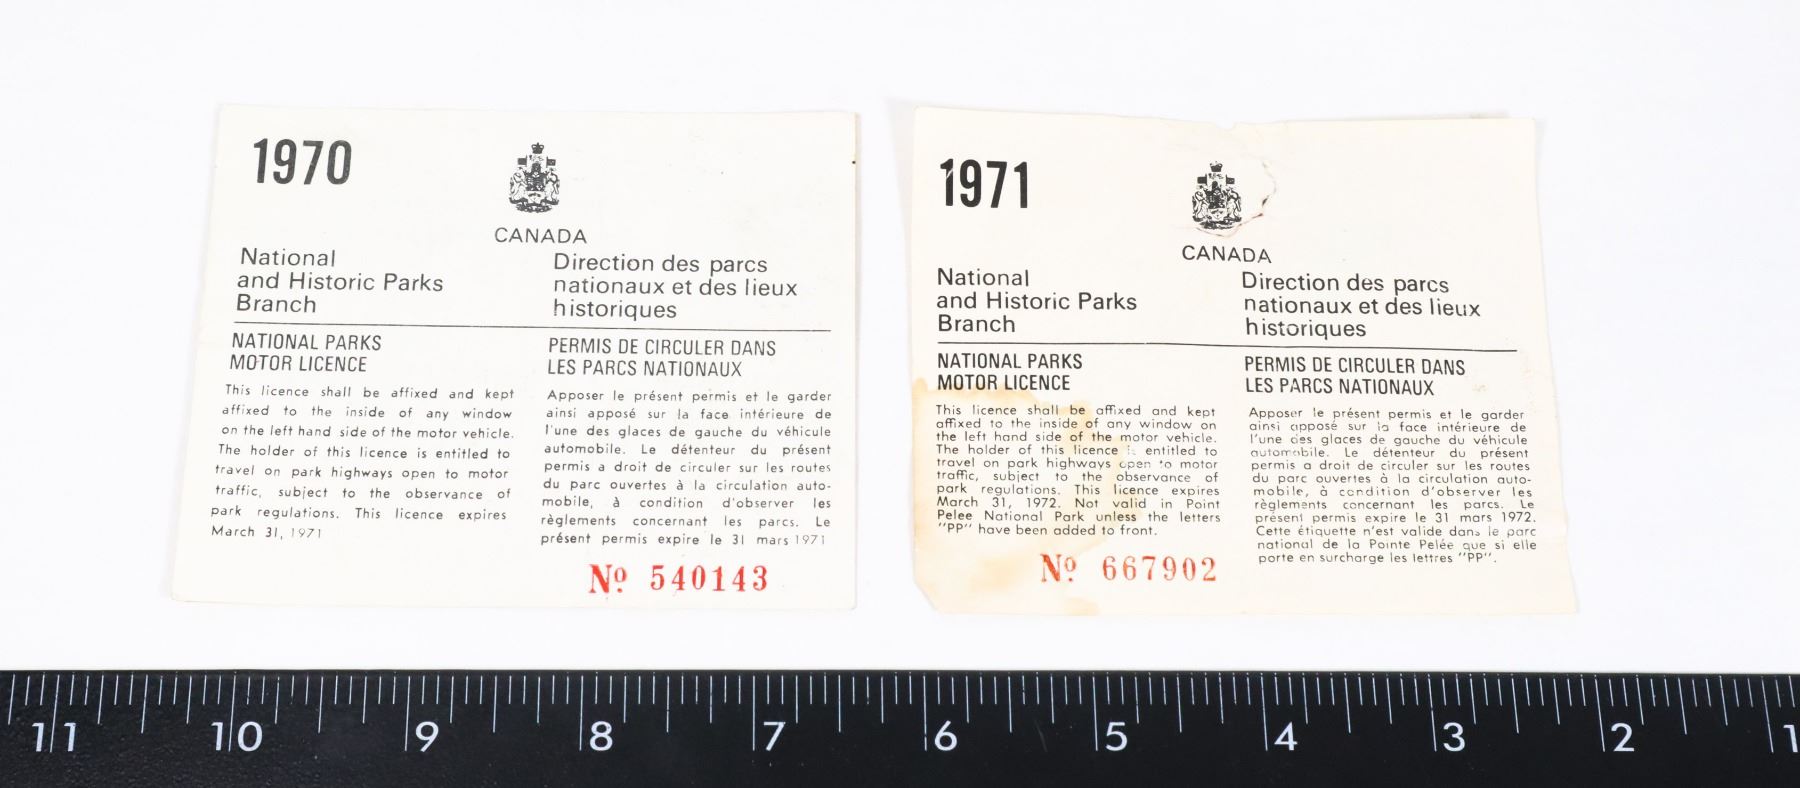 1970
CANADA
National
and Historic Parks
Branch
Direction des parcs
nationaux et des lieux
historiques
NATIONAL PARKS
MOTOR LICENCE
This licence shall be affixed and kept
affixed to the inside of any window
on the left hand side of the motor vehicle.
The holder of this licence is entitled to
travel on park highways open to motor
traffic, subject to the observance of
park regulations. This licence expires
March 31, 1971
PERMIS DE CIRCULER DANS
LES PARCS NATIONAUX
Apposer le présent permis et le garder
ainsi apposé sur la face intérieure de
l'une des glaces de gauche du véhicule
automobile. Le détenteur du présent
permis a droit de circuler sur les routes
du parc ouvertes à la circulation auto-
mobile, à condition d'observer les
règlements concernant les parcs. Le
présent permis expire le 31 mars 1971
Nº 540143
1971
CANADA
National
and Historic Parks
Branch
Direction des parcs
nationaux et des lieux
historiques
NATIONAL PARKS
MOTOR LICENCE
This licence shall be affixed and kept
affixed to the inside of any window on
the left hand side of the motor vehicle.
The holder of this licence is entitled to
travel on park highways open to motor
traffic, subject to the observance of
park regulations. This licence expires
March 31, 1972. Not valid in Point
Pelee National Park unless the letters
"PP" have been added to front.
PERMIS DE CIRCULER DANS
LES PARCS NATIONAUX
Apposer le présent permis et le garder
ainsi apposé sur la face intérieure de
l'une des glaces de gauche du véhicule
automobile. Le détenteur du présent
permis a droit de circuler sur les routes
du parc ouvertes à la circulation auto-
mobile, à condition d'observer les
règlements concernant les parcs. Le
présent permis expire le 31 mars 1972.
Cette étiquette n'est valide dans le parc
national de la Pointe Pelée que si elle
porte en surcharge les lettres "PP".
Nº 667902
11 10 9 8 7 6 5 4 3 2 1